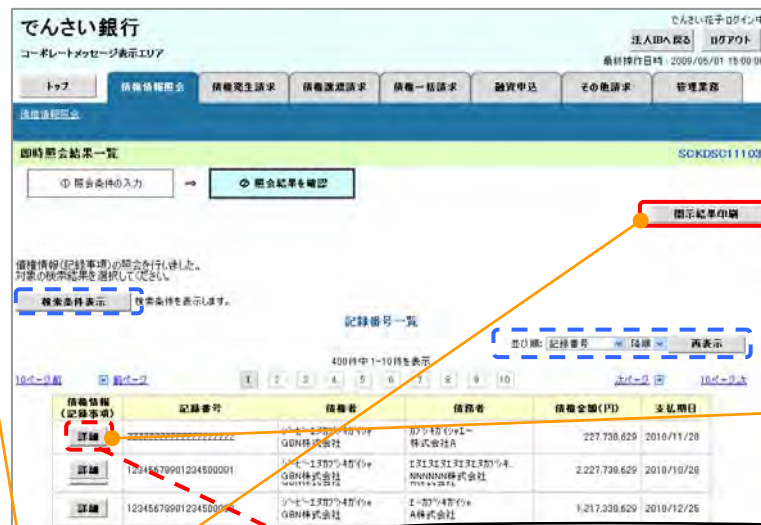 でんさい銀行
でんさい花子 ログイン中
コーポレートメッセージ表示エリア
法人IBへ戻る ログアウト
最終操作日時:2009/05/01 15:00:00
トップ 債権情報照会 債権発生請求 債権譲渡請求 債権一括請求 融資申込 その他請求 管理業務
債権情報照会
即時照会結果一覧 SCKDSC11103
① 照会条件の入力 ⇒ ② 照会結果を確認
開示結果印刷
債権情報(記録事項)の照会を行いました。
対象の検索結果を選択してください。
検索条件表示 検索条件を表示します。
記録番号一覧
並び順: 記録番号 降順 再表示
400件中 1-10件を表示
10ページ前 前ページ 1 2 3 4 5 6 7 8 9 10 次ページ 10ページ次
債権情報(記録事項) 記録番号 債権者 債務者 債権金額(円) 支払期日
詳細 GBN株式会社 株式会社A 227,738,629 2010/11/28
詳細 12345678901234500001 GBN株式会社 NNNNNN株式会社 2,227,738,629 2010/10/28
詳細 GBN株式会社 A株式会社 1,217,338,629 2010/12/25